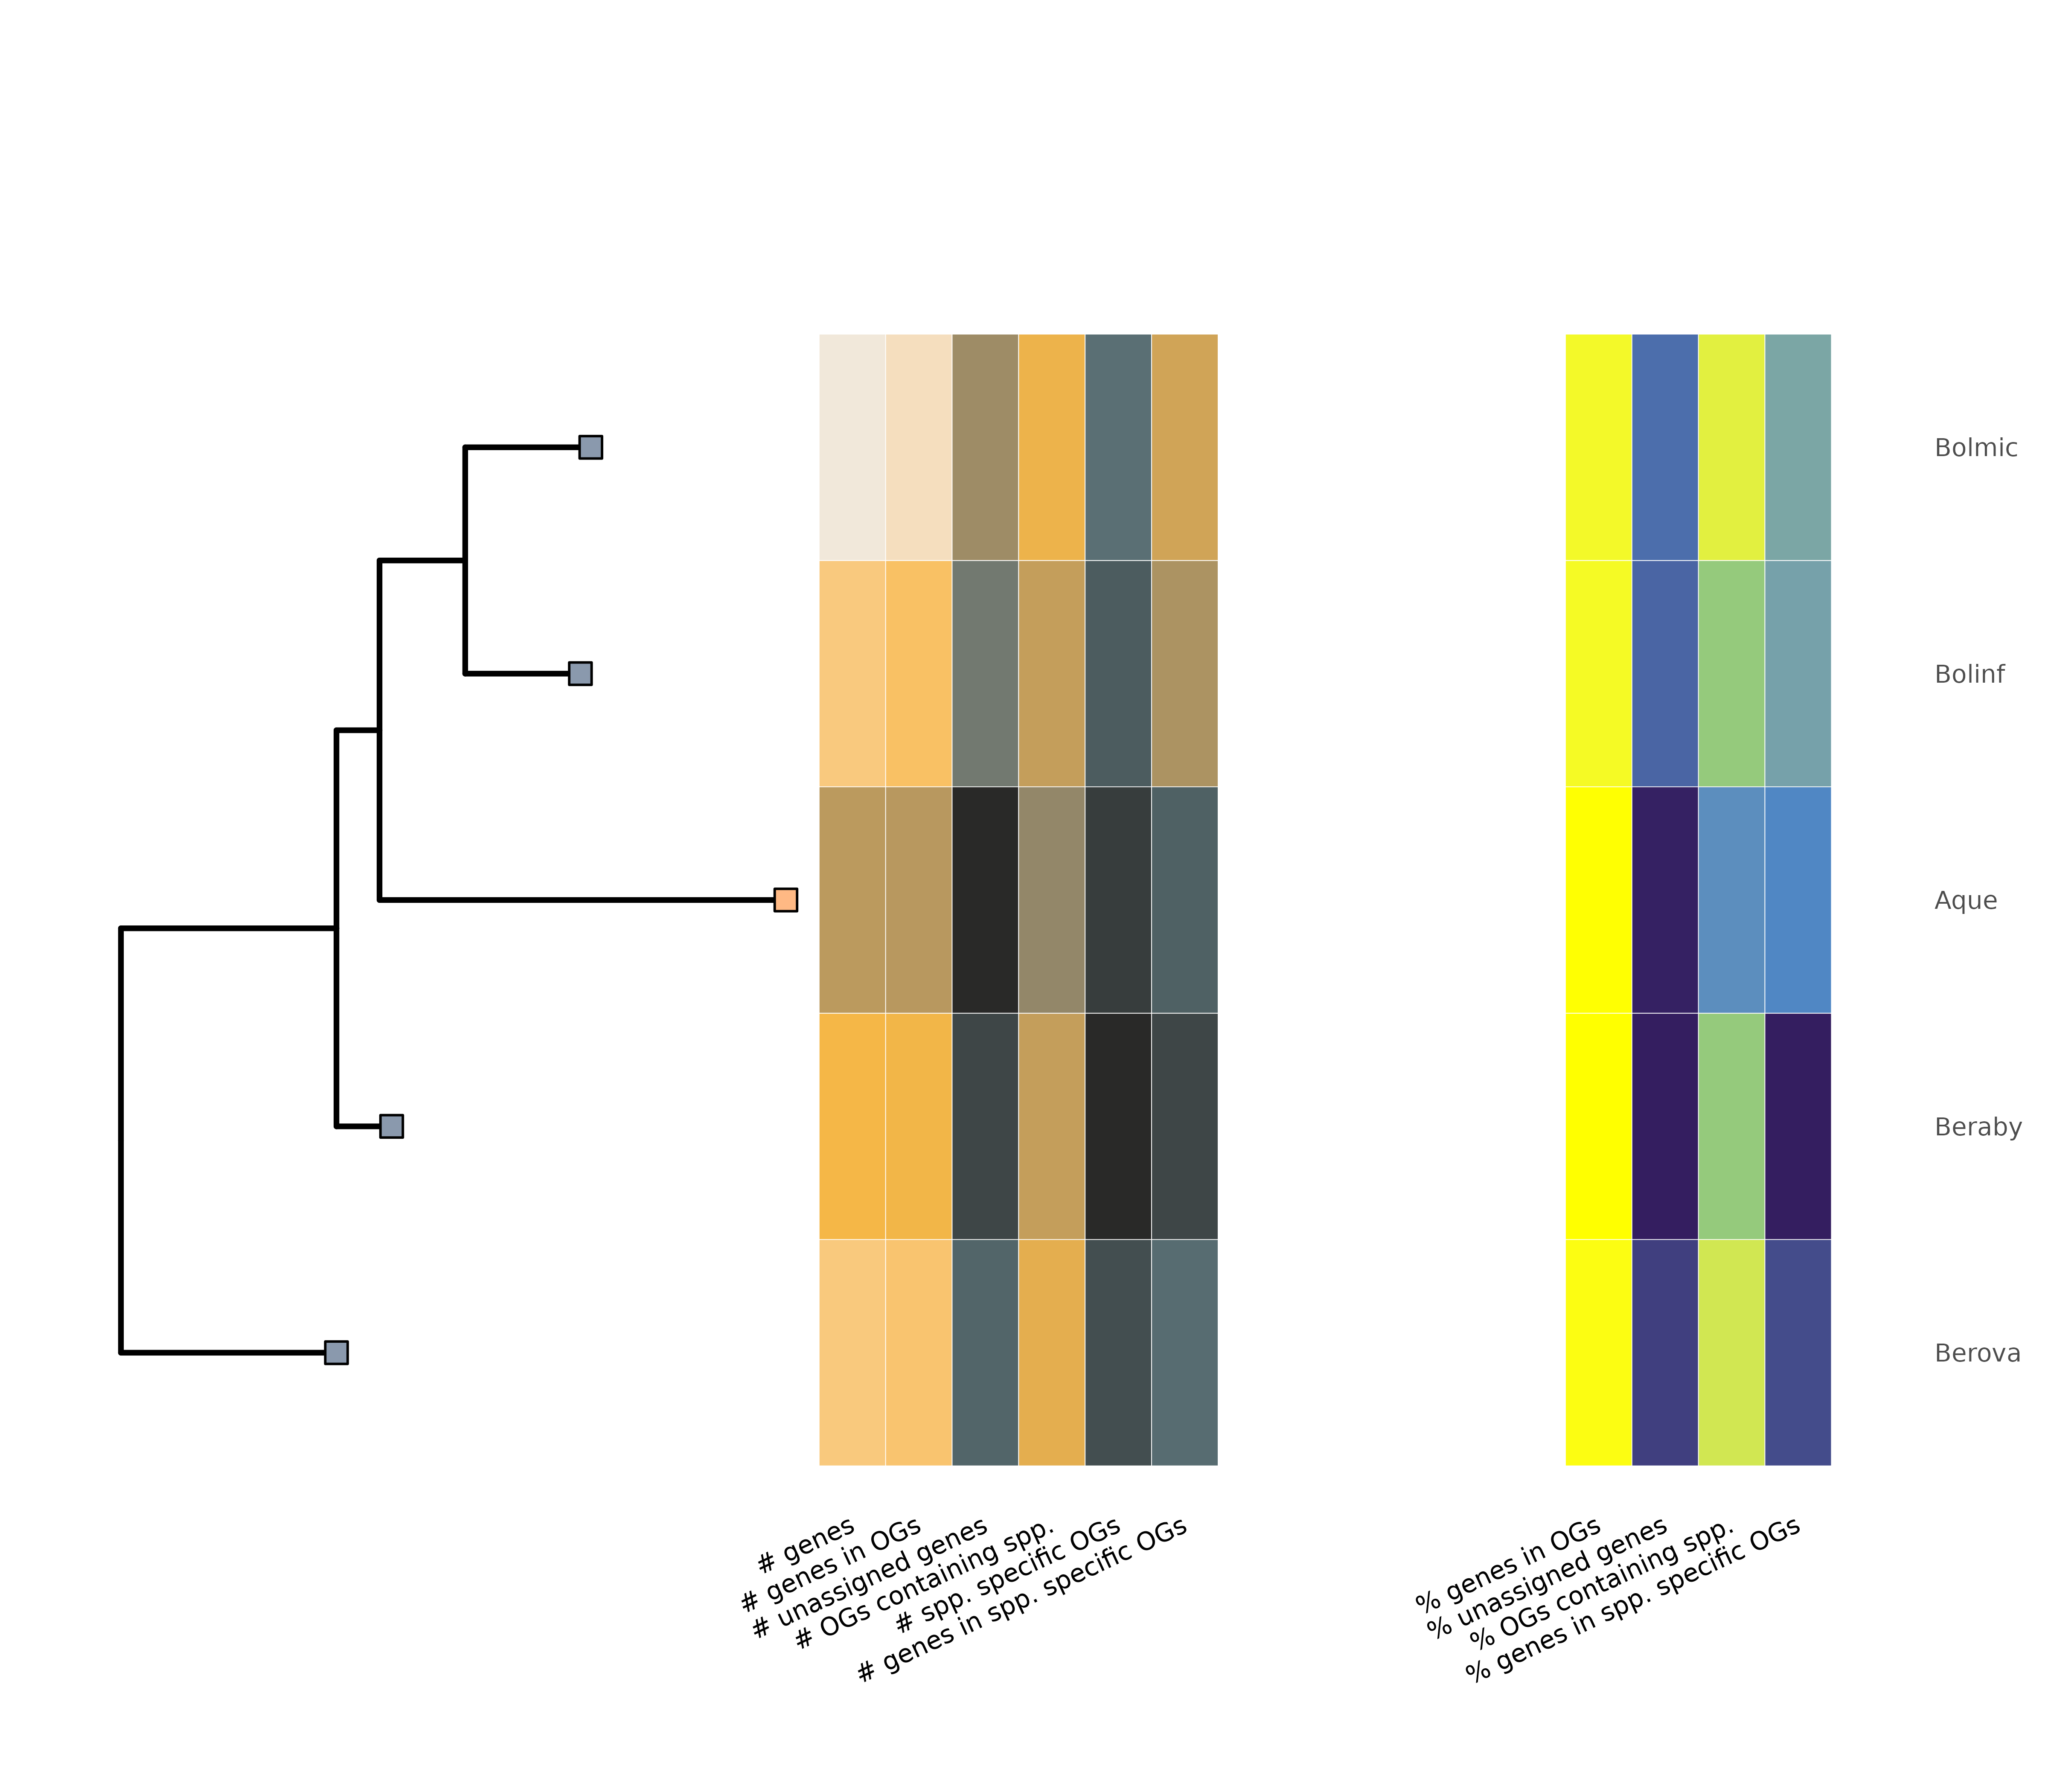 Bolmic
Bolinf
Aque
Beraby
Berova
# genes
# genes in OGs
# unassigned genes
# OGs containing spp.
# spp. specific OGs
# genes in spp. specific OGs
% genes in OGs
% unassigned genes
% OGs containing spp.
% genes in spp. specific OGs